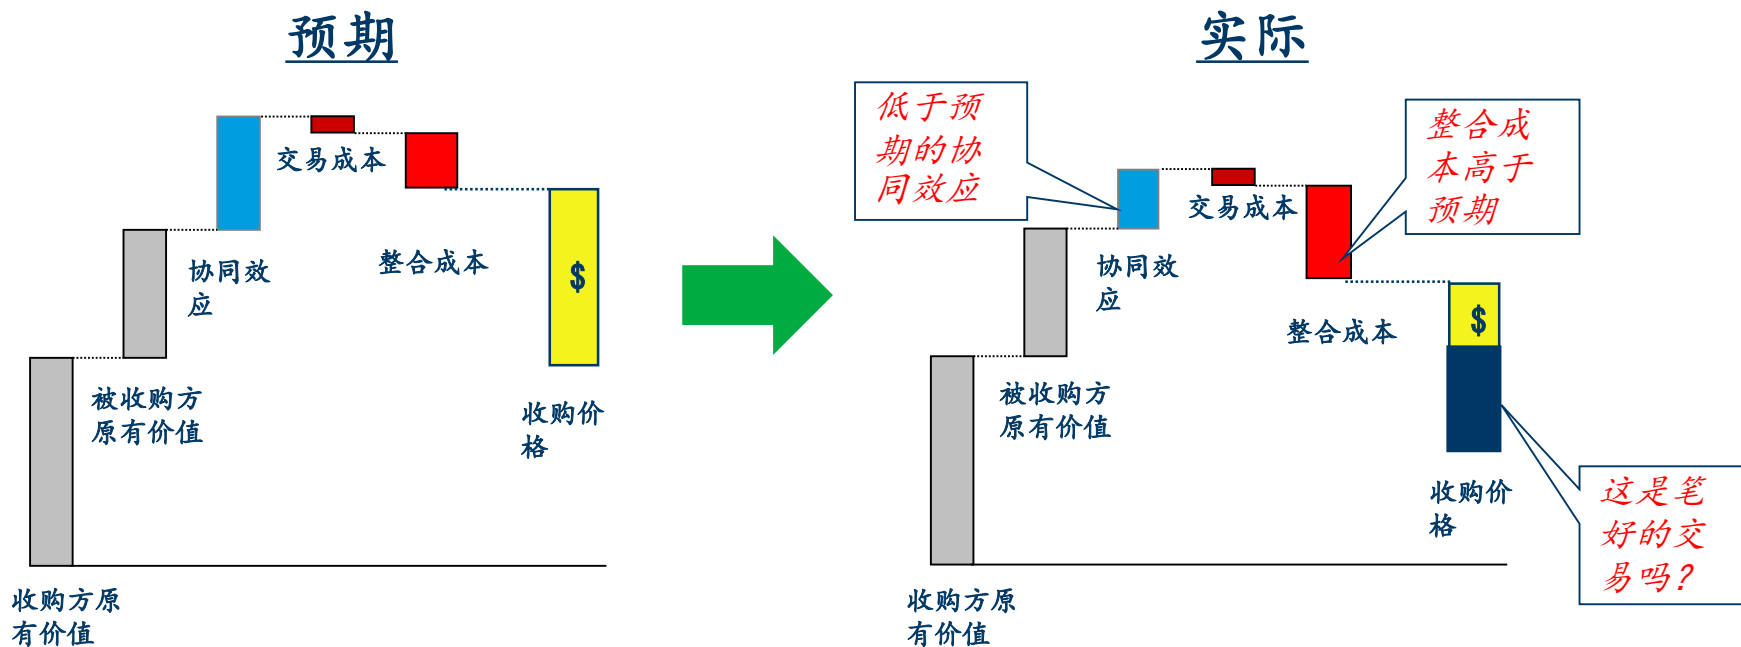 预期
交易成本
协同效
应
整合成本
$
被收购方
原有价值
收购价
格
收购方原
有价值
实际
低于预
期的协
同效应
整合成
本高于
预期
交易成本
协同效
应
整合成本
$
被收购方
原有价值
收购价
格
这是笔
好的交
易吗？
收购方原
有价值